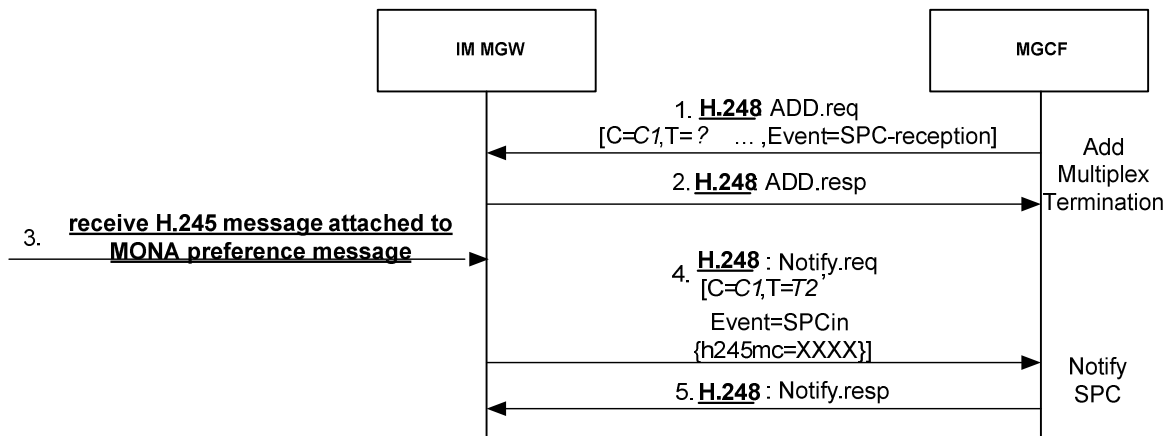 IM MGW
MGCF
1. H.248 ADD.req
[C=C1,T=? ... ,Event=SPC-reception]
Add
Multiplex
Termination
2. H.248: ADD.resp
3. receive H.245 message attached to
MONA preference message
4. H.248 : Notify.req
[C=C1,T=T2'
Event=SPCin
{h245mc=XXXX}]
Notify
SPC
5. H.248 : Notify.resp